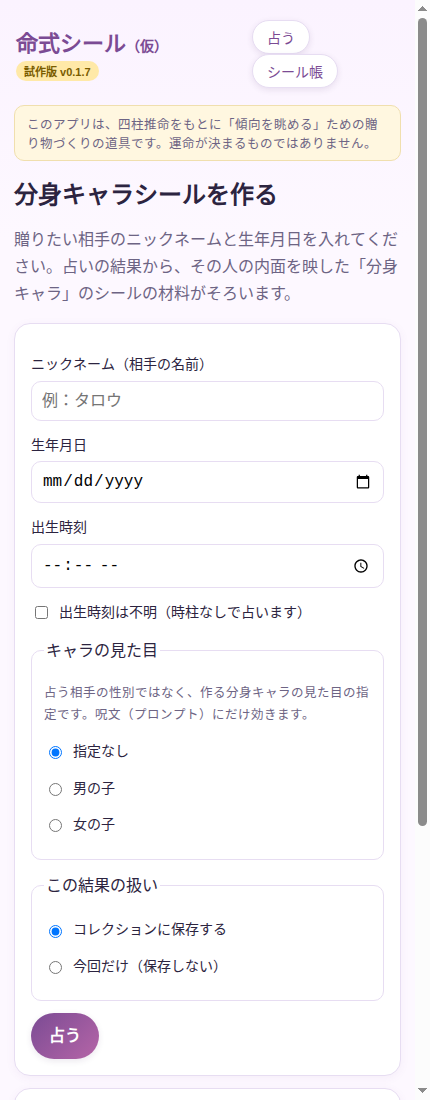 命式シール（仮）
試作版 v0.1.7
占う
シール帳
このアプリは、四柱推命をもとに「傾向を眺める」ための贈
り物づくりの道具です。運命が決まるものではありません。
分身キャラシールを作る
贈りたい相手のニックネームと生年月日を入れてくだ
さい。占いの結果から、その人の内面を映した「分身
キャラ」のシールの材料がそろいます。
ニックネーム（相手の名前）
例：タロウ
生年月日
mm/dd/yyyy
出生時刻
--:-- --
出生時刻は不明（時柱なしで占います）
キャラの見た目
占う相手の性別ではなく、作る分身キャラの見た目の指
定です。呪文（プロンプト）にだけ効きます。
指定なし
男の子
女の子
この結果の扱い
コレクションに保存する
今回だけ（保存しない）
占う